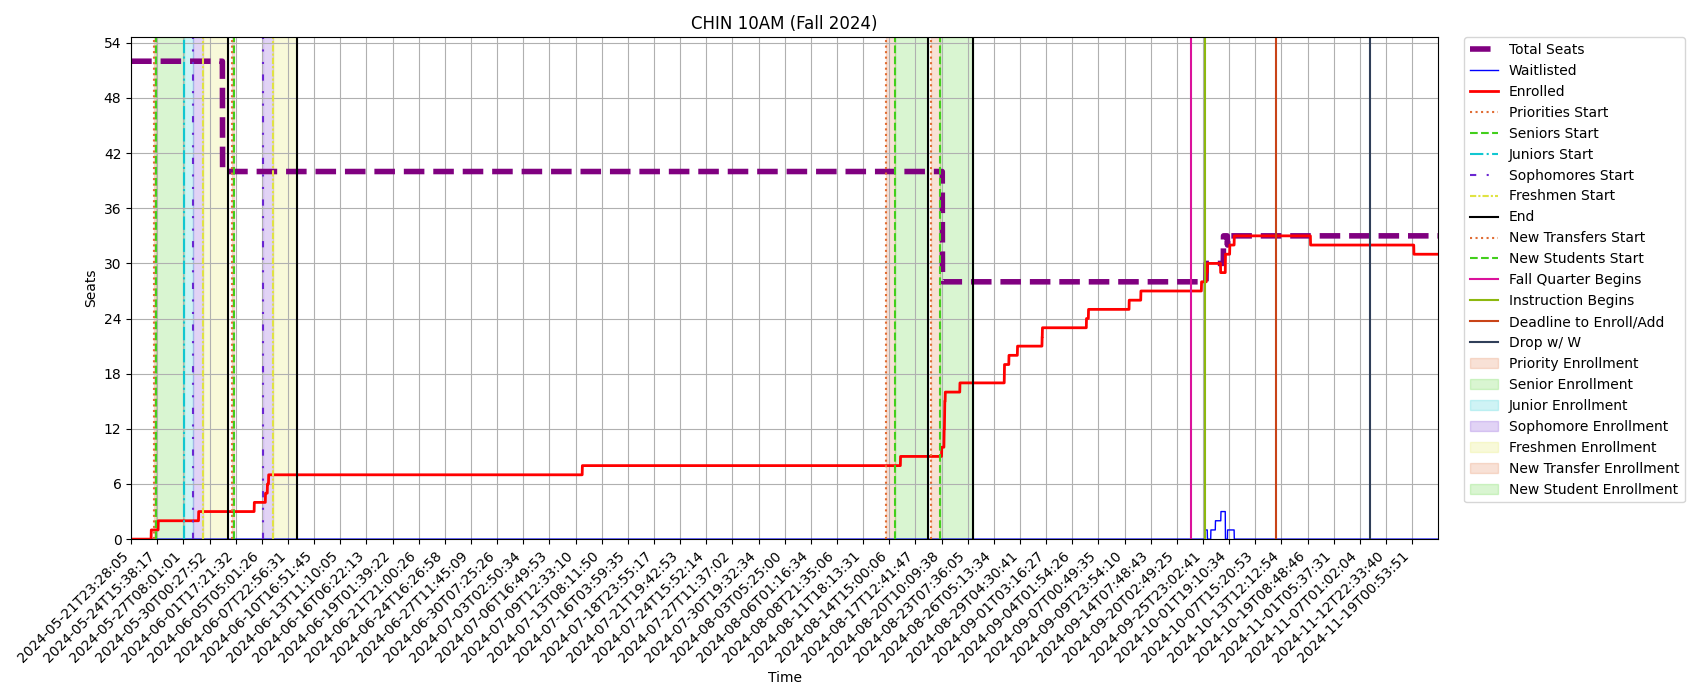 CHIN 10AM (Fall 2024)
54
48
42
36
30
24
18
12
6
0
Seats
2024-05-21T23:28:05
2024-05-24T15:38:17
2024-05-27T08:01:01
2024-05-30T00:27:52
2024-06-01T17:21:32
2024-06-05T05:01:26
2024-06-07T22:56:31
2024-06-10T16:51:45
2024-06-13T11:10:05
2024-06-16T06:22:13
2024-06-19T01:39:22
2024-06-21T21:00:26
2024-06-24T16:26:58
2024-06-27T11:45:09
2024-06-30T07:25:26
2024-07-03T02:50:34
2024-07-06T16:49:53
2024-07-09T12:33:10
2024-07-13T08:11:50
2024-07-16T03:59:35
2024-07-18T23:55:17
2024-07-21T19:42:53
2024-07-24T15:52:14
2024-07-27T11:37:02
2024-07-30T19:32:34
2024-08-03T05:25:00
2024-08-06T01:16:34
2024-08-08T21:35:06
2024-08-11T18:13:31
2024-08-14T15:00:06
2024-08-17T12:41:47
2024-08-20T10:09:38
2024-08-23T07:36:05
2024-08-26T05:13:34
2024-08-29T04:30:41
2024-09-01T03:16:27
2024-09-04T01:54:26
2024-09-07T00:49:35
2024-09-09T23:54:10
2024-09-14T07:48:43
2024-09-20T02:49:25
2024-09-25T23:02:41
2024-10-01T19:10:34
2024-10-07T15:20:53
2024-10-13T12:12:54
2024-10-19T08:48:46
2024-11-01T05:37:31
2024-11-07T01:02:04
2024-11-12T22:33:40
2024-11-19T00:53:51
Time
Total Seats
Waitlisted
Enrolled
Priorities Start
Seniors Start
Juniors Start
Sophomores Start
Freshmen Start
End
New Transfers Start
New Students Start
Fall Quarter Begins
Instruction Begins
Deadline to Enroll/Add
Drop w/ W
Priority Enrollment
Senior Enrollment
Junior Enrollment
Sophomore Enrollment
Freshmen Enrollment
New Transfer Enrollment
New Student Enrollment